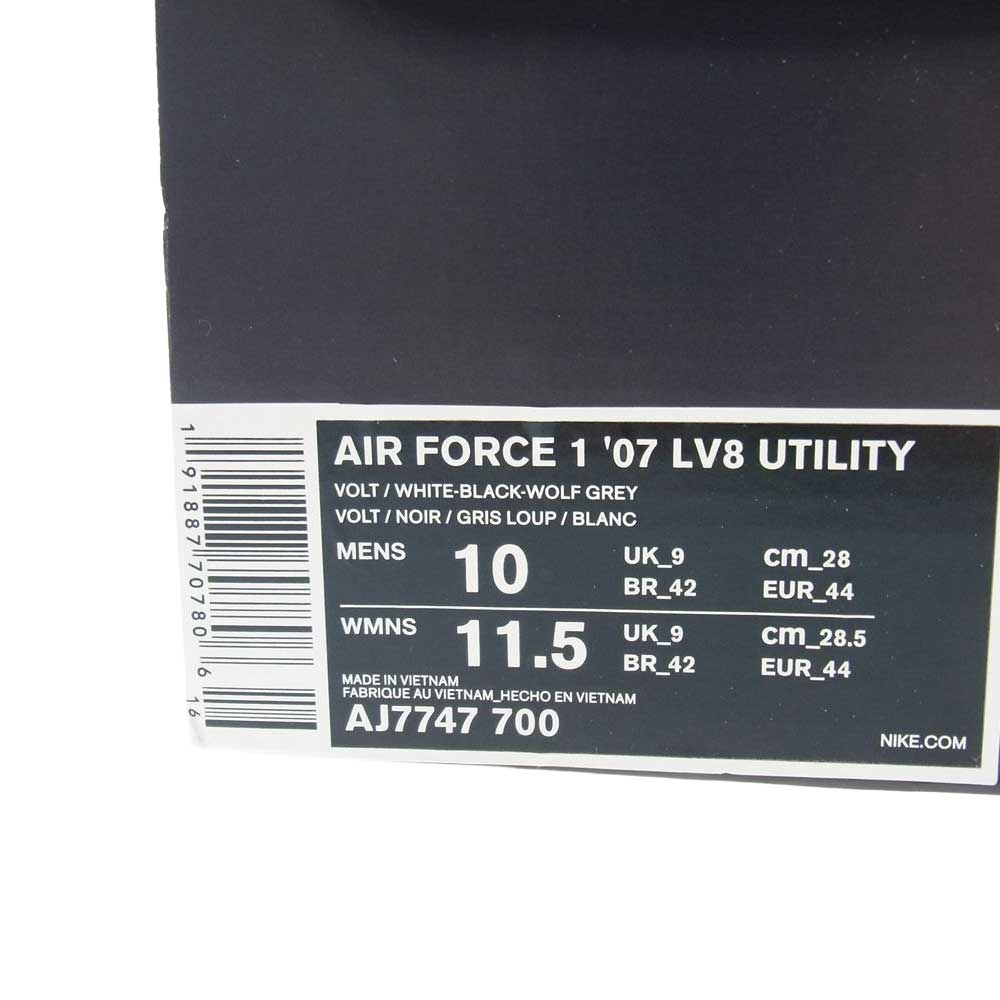 AIR FORCE 1 '07 LV8 UTILITY
VOLT / WHITE-BLACK-WOLF GREY
VOLT / NOIR / GRIS LOUP / BLANC
MENS 10 UK_9 cm_28
BR_42 EUR_44
WMNS 11.5 UK_9 cm_28.5
BR_42 EUR_44
MADE IN VIETNAM
FABRIQUE AU VIETNAM_HECHO EN VIETNAM
AJ7747 700
NIKE.COM
1 91887 70780 6 16